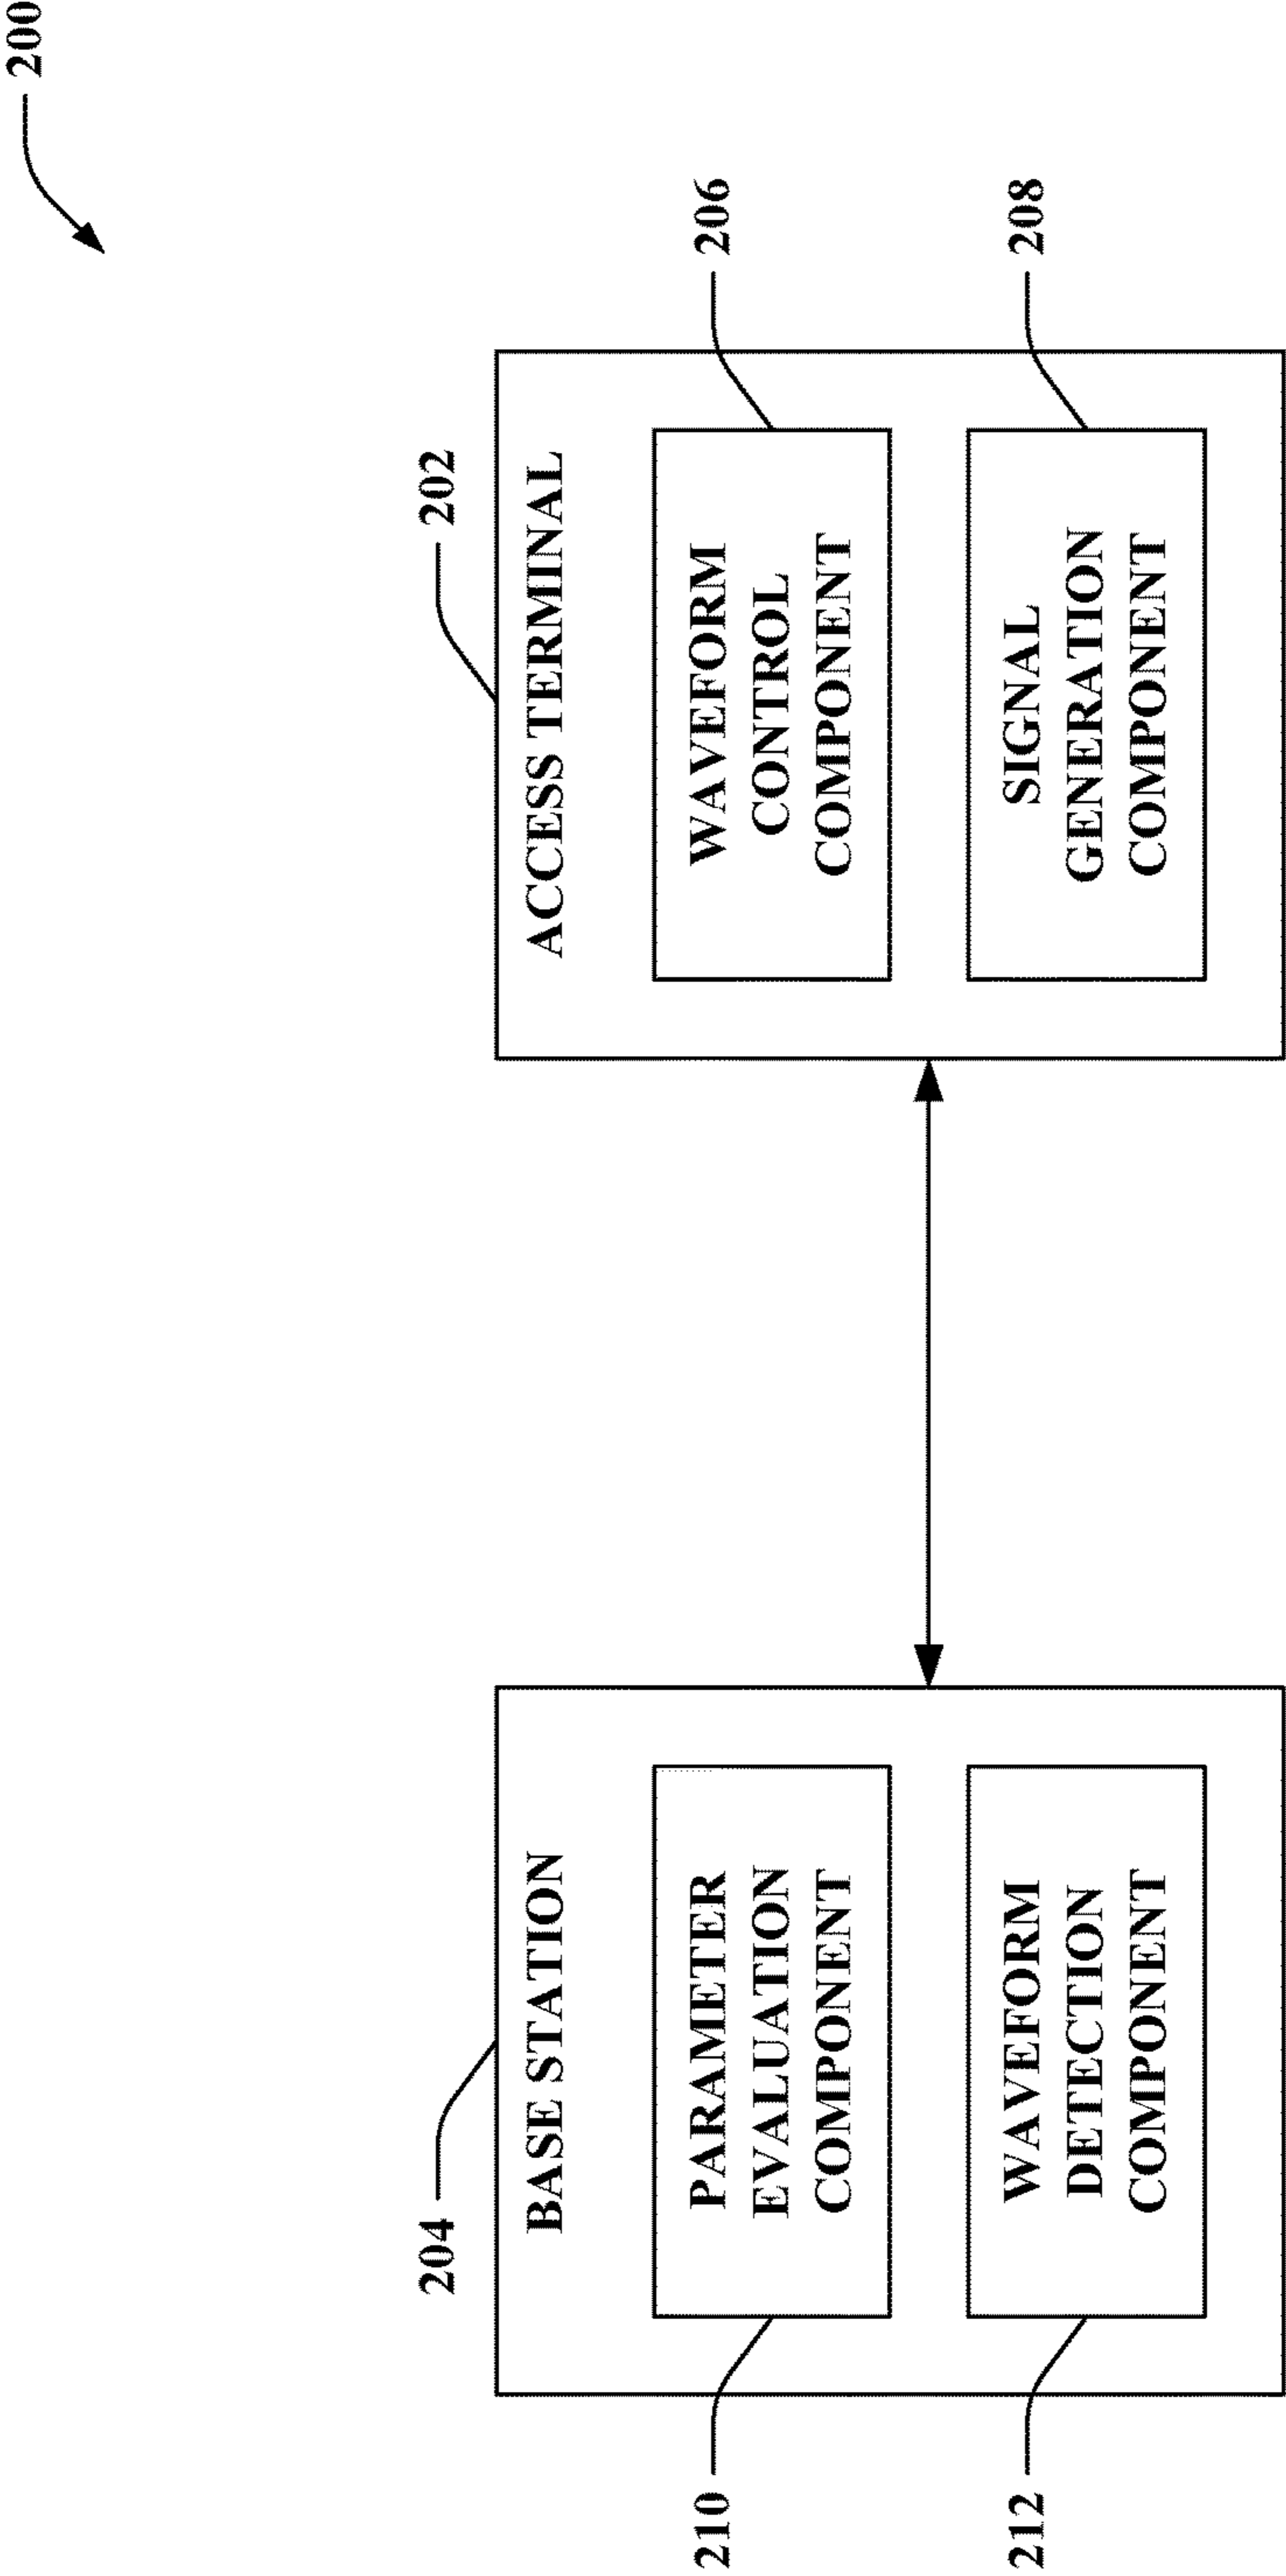 200
204
BASE STATION
210
PARAMETER
EVALUATION
COMPONENT
212
WAVEFORM
DETECTION
COMPONENT
202
ACCESS TERMINAL
206
WAVEFORM
CONTROL
COMPONENT
208
SIGNAL
GENERATION
COMPONENT